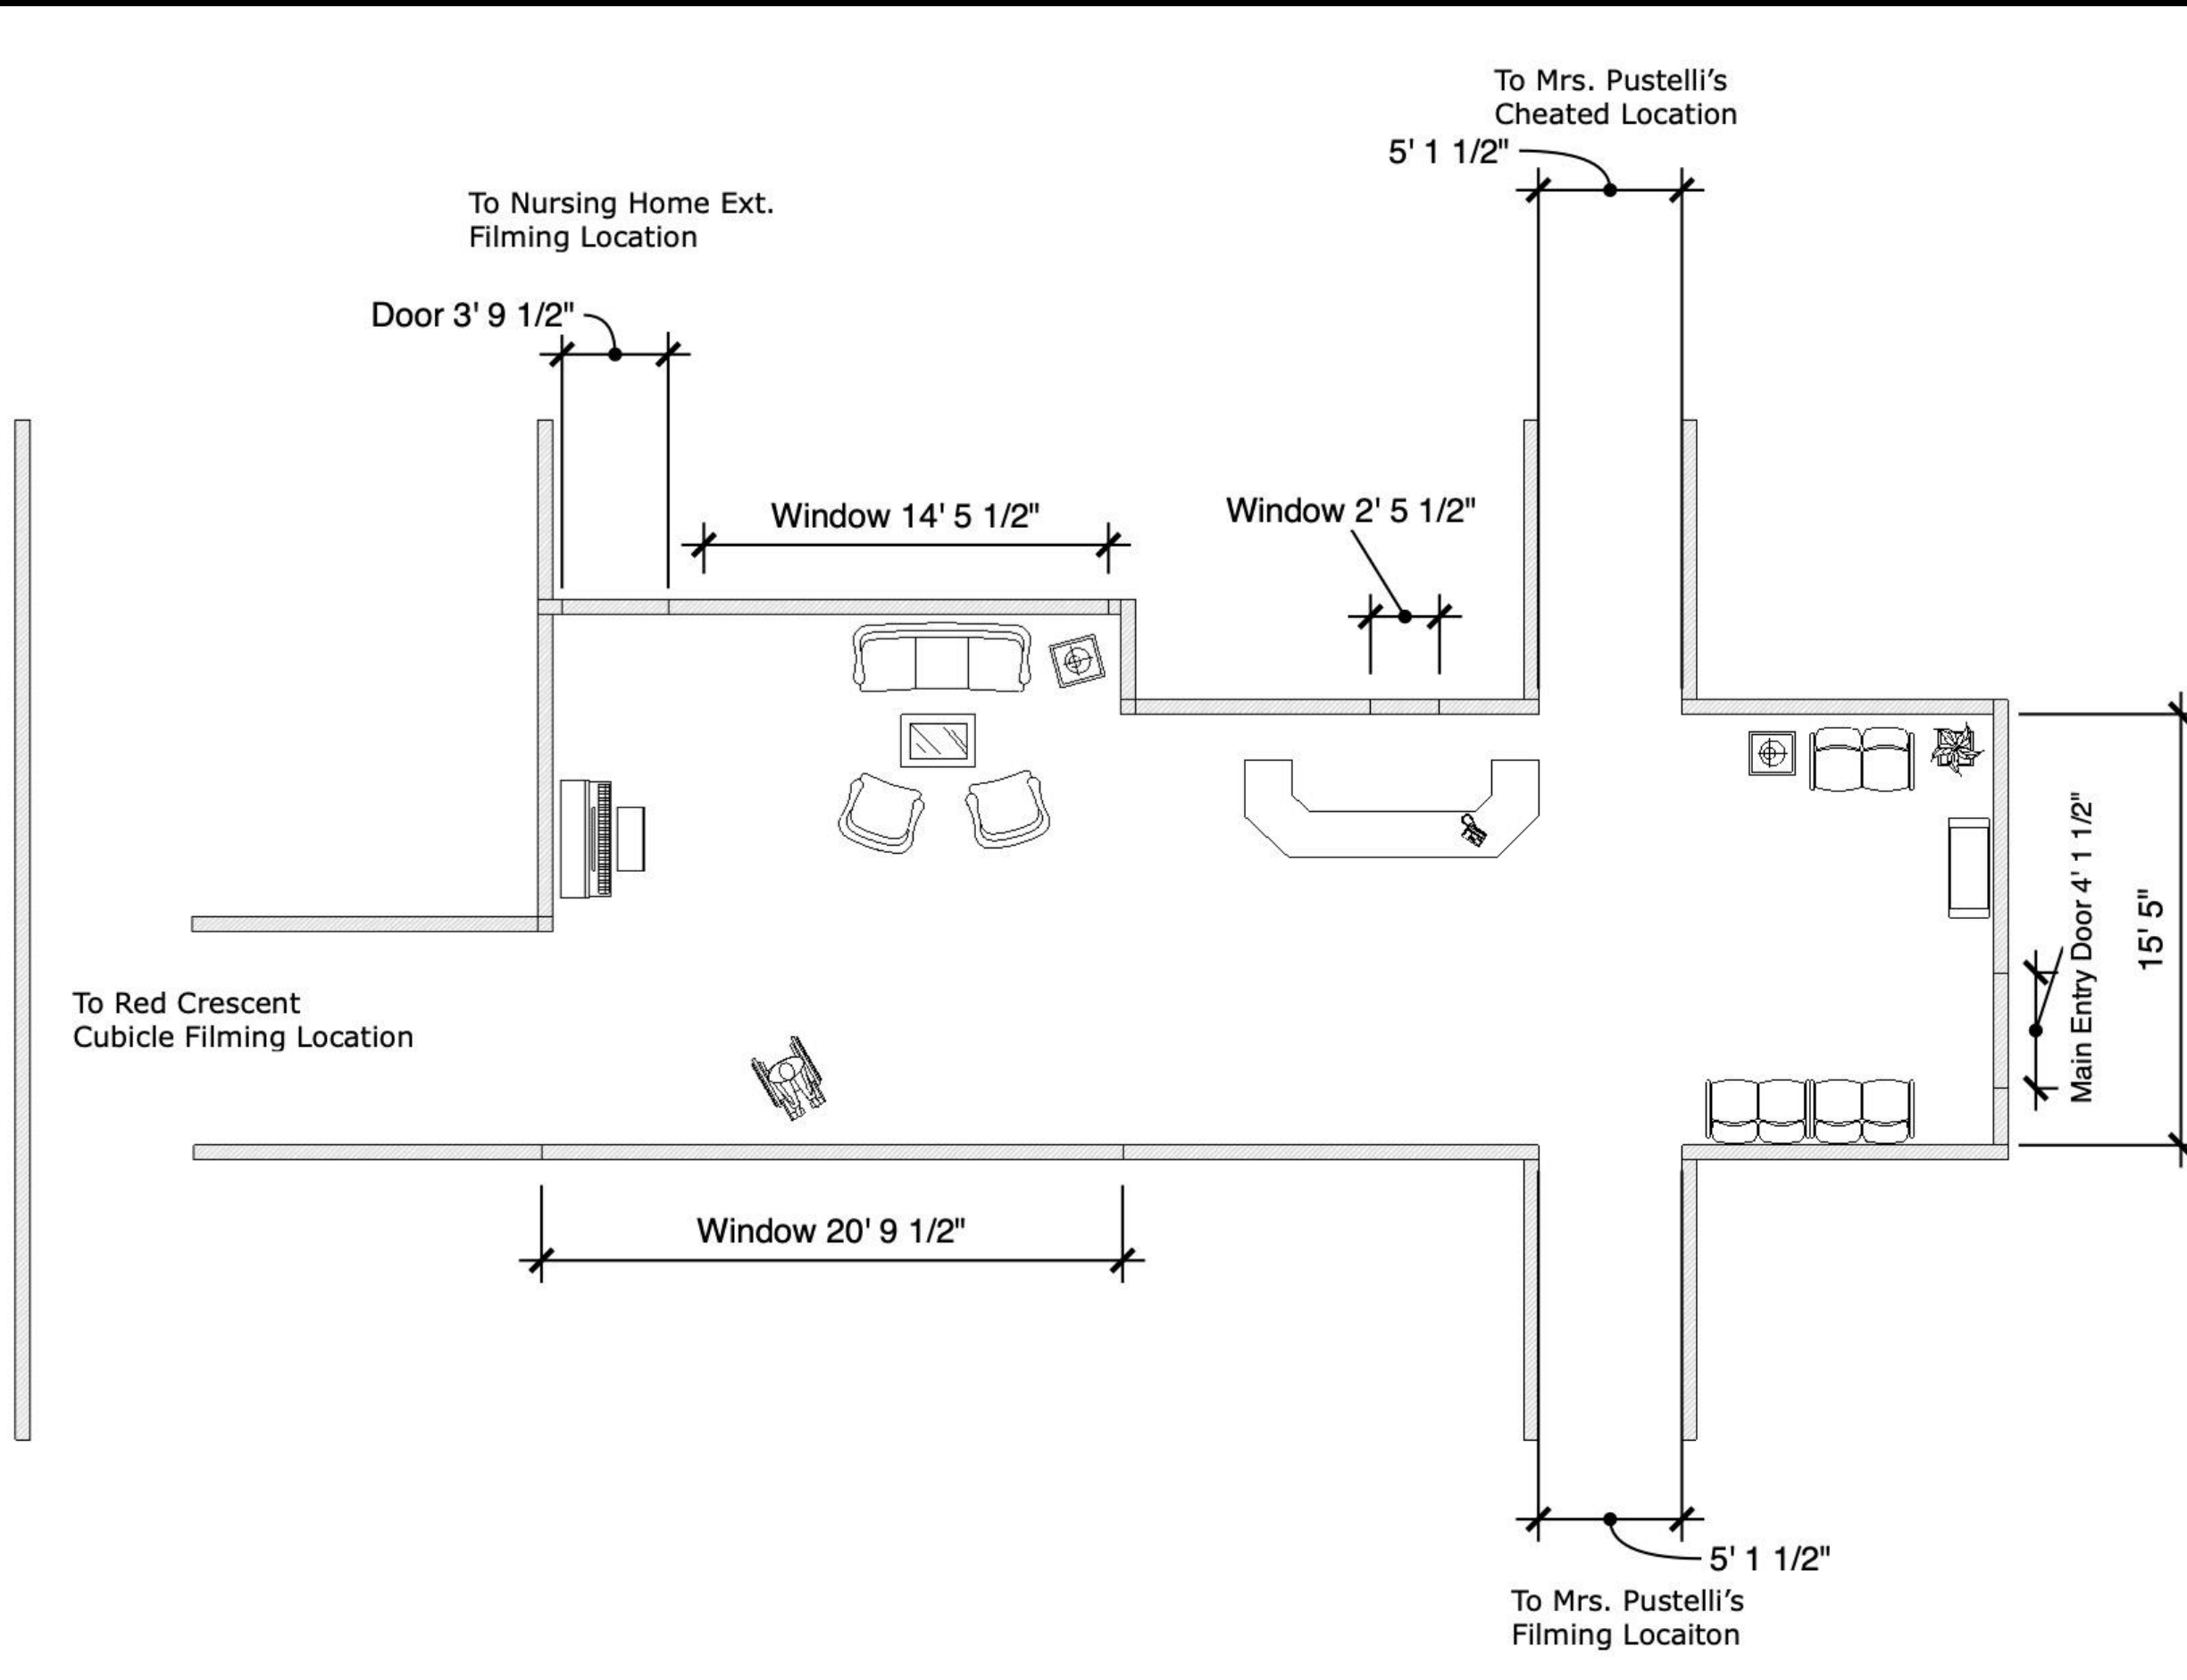 To Mrs. Pustelli’s
Cheated Location
5' 1 1/2"
To Nursing Home Ext.
Filming Location
Door 3' 9 1/2"
Window 14' 5 1/2"
Window 2' 5 1/2"
Main Entry Door 4' 1 1/2"
15' 5"
To Red Crescent
Cubicle Filming Location
Window 20' 9 1/2"
5' 1 1/2"
To Mrs. Pustelli’s
Filming Locaiton